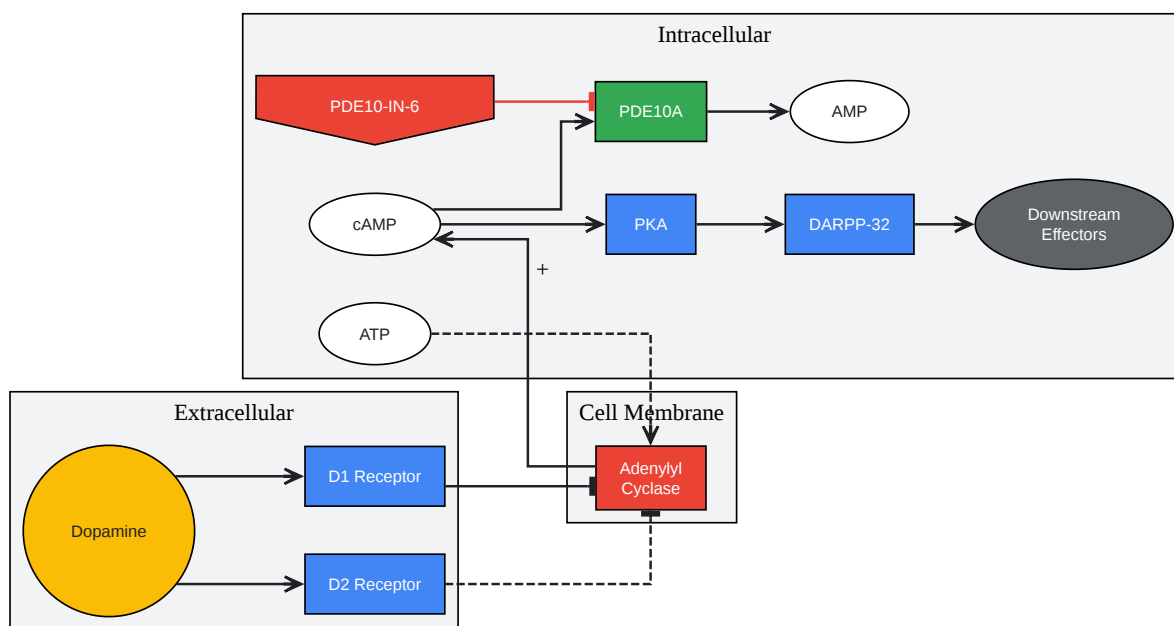 Intracellular
PDE10-IN-6
PDE10A
AMP
cAMP
PKA
DARPP-32
Downstream
Effectors
+
ATP
Extracellular
Cell Membrane
D1 Receptor
Adenylyl
Cyclase
Dopamine
D2 Receptor